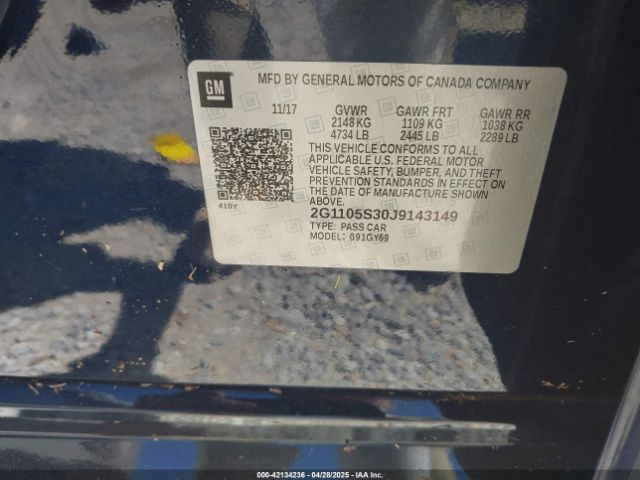 GM
MFD BY GENERAL MOTORS OF CANADA COMPANY
11/17 GVWR GAWR FRT GAWR RR
2148 KG 1109 KG 1038 KG
4734 LB 2445 LB 2289 LB
THIS VEHICLE CONFORMS TO ALL
APPLICABLE U.S. FEDERAL MOTOR
VEHICLE SAFETY, BUMPER, AND THEFT
PREVENTION STANDARDS IN EFFECT ON
THE DATE OF MANUFACTURE SHOWN
ABOVE.
410Y
2G1105S30J9143149
TYPE: PASS CAR
MODEL: 091GY69
000-42134236 - 04/28/2025 - IAA Inc.